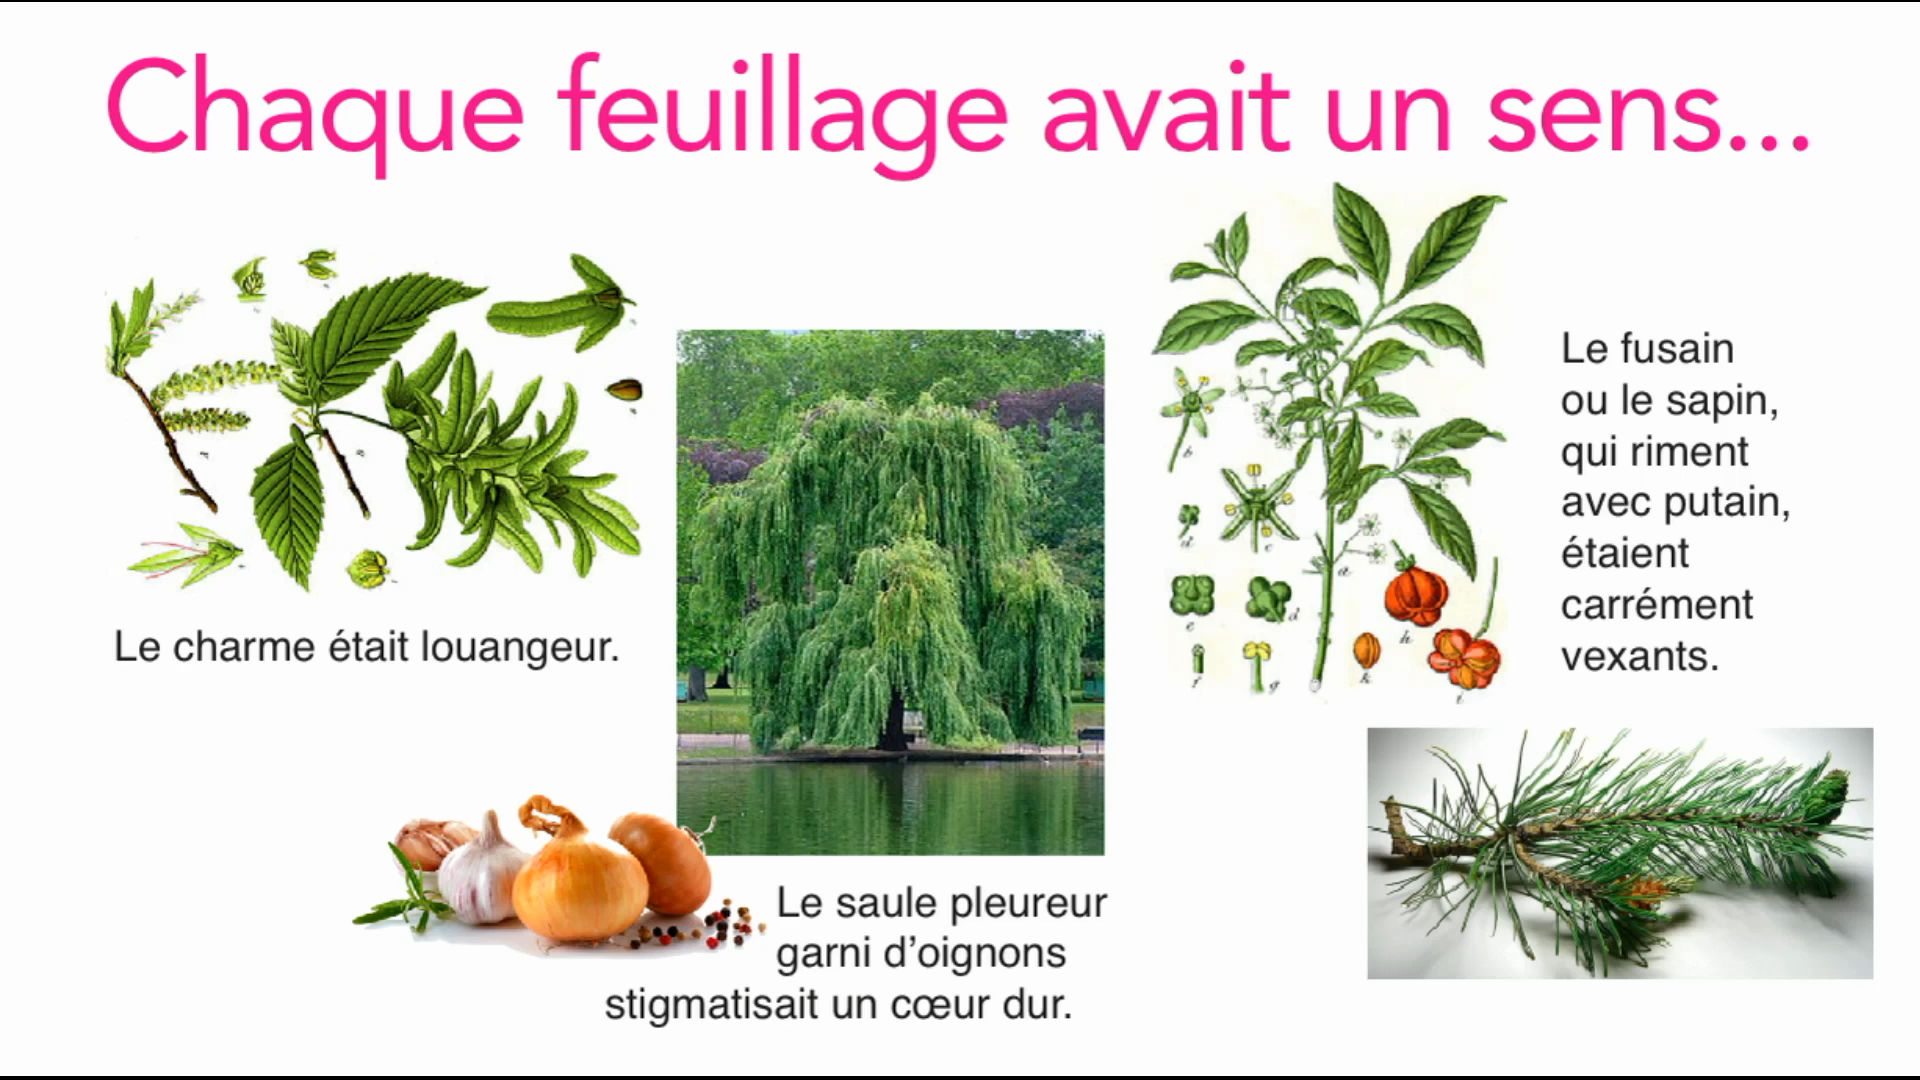 Chaque feuillage avait un sens...
Le charme était louangeur.
Le saule pleureur
garni d'oignons
stigmatisait un cœur dur.
Le fusain
ou le sapin,
qui riment
avec putain,
étaient
carrément
vexants.